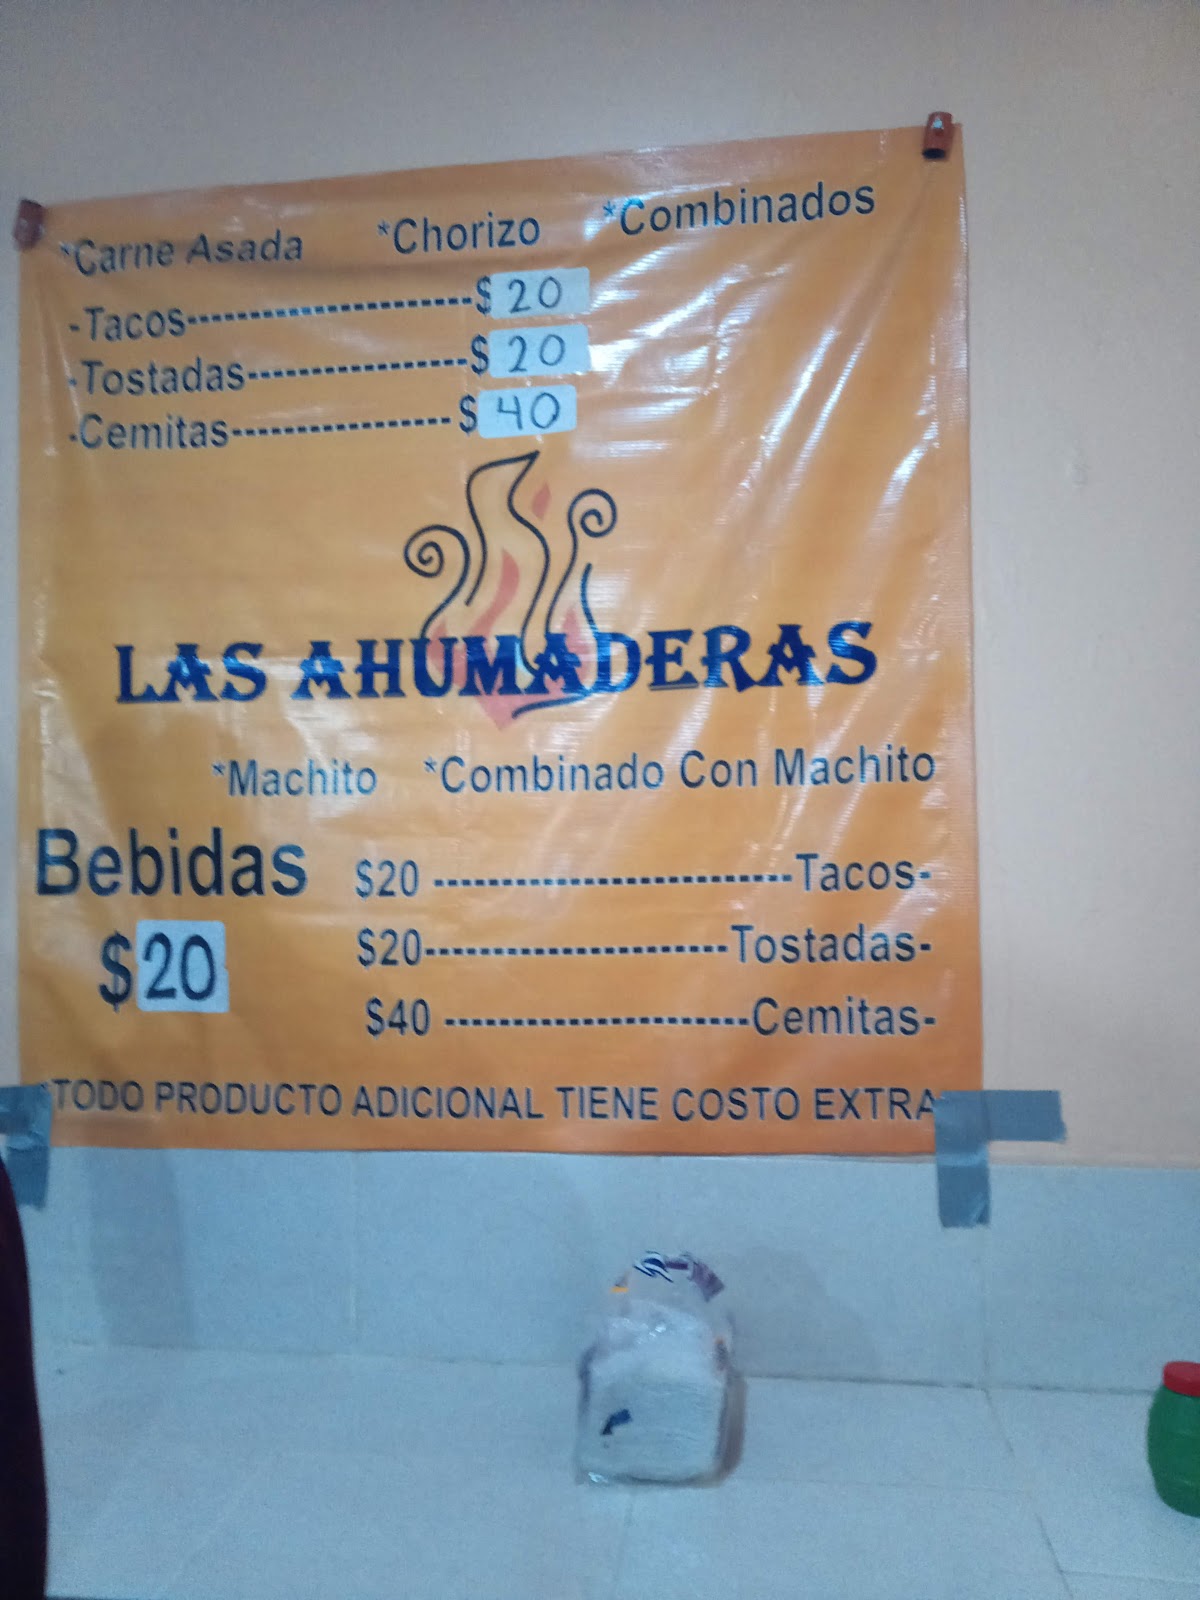 *Carne Asada *Chorizo *Combinados
-Tacos----------------------$ 20
-Tostadas-----------------$ 20
-Cemitas----------------- $ 40
LAS AHUMADERAS
*Machito *Combinado Con Machito
Bebidas
$20
$20 --------------------------Tacos-
$20----------------------Tostadas-
$40 ----------------------Cemitas-
*TODO PRODUCTO ADICIONAL TIENE COSTO EXTRA